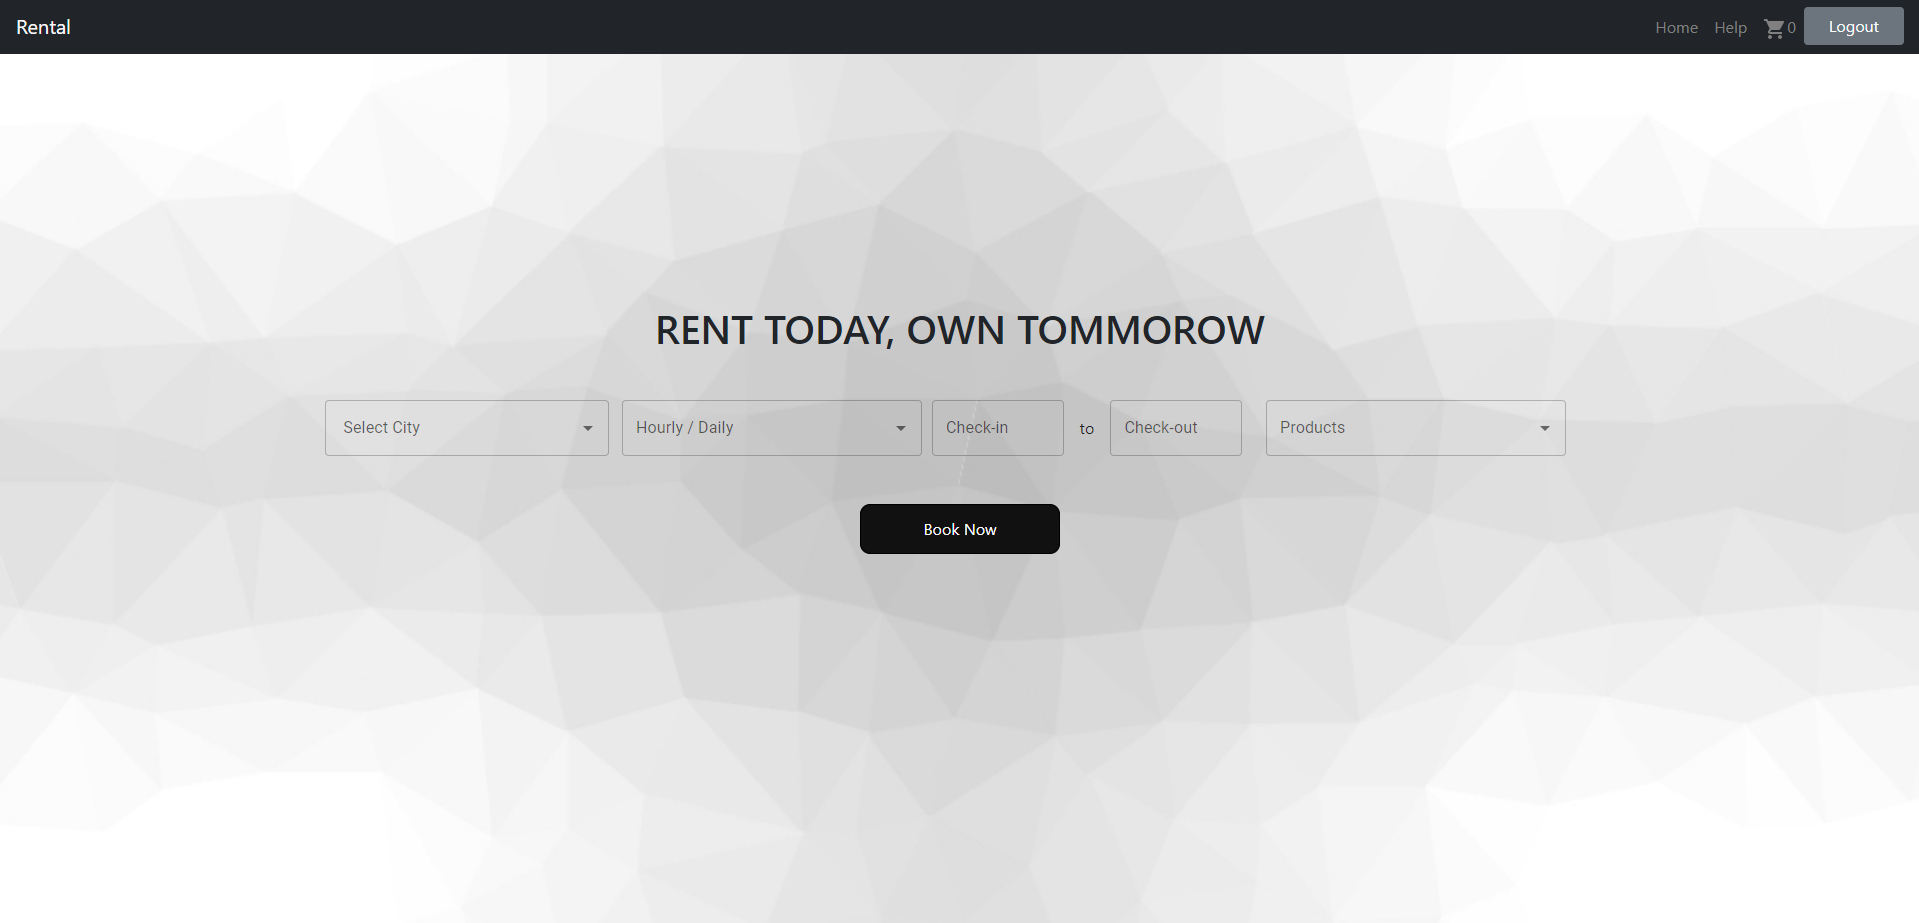 Rental
Home Help 0 Logout
RENT TODAY, OWN TOMMOROW
Select City Hourly / Daily Check-in to Check-out Products
Book Now